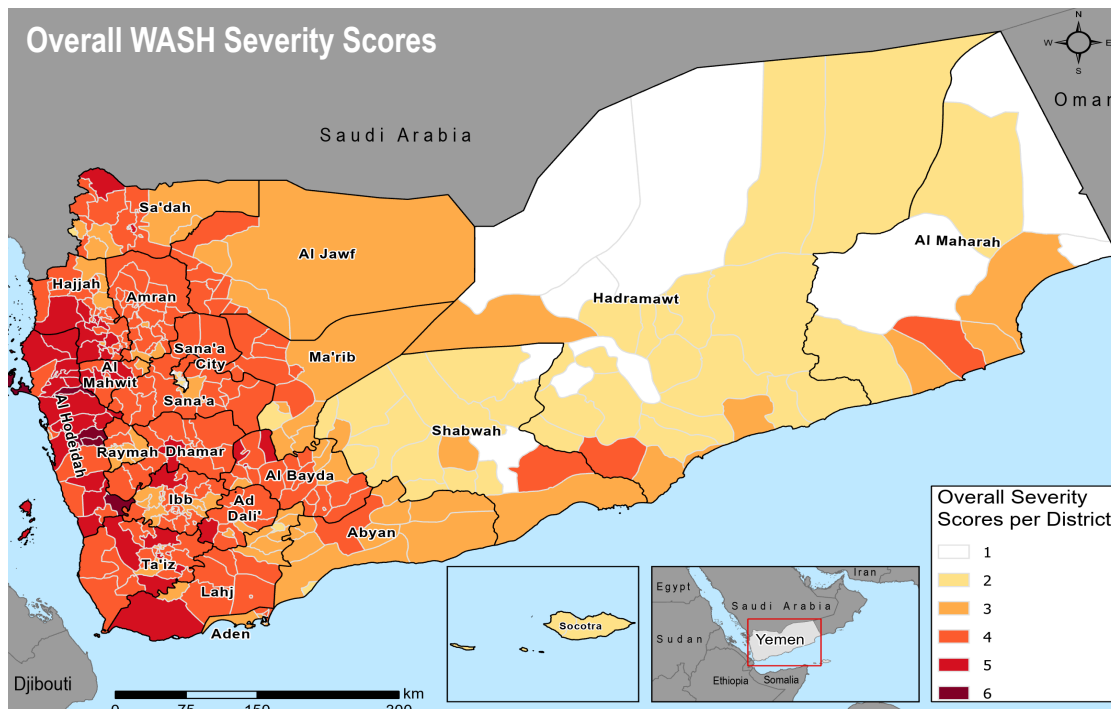 Overall WASH Severity Scores
N
W
E
S
Oman
Saudi Arabia
Sa'dah
Al Jawf
Al Maharah
Hajjah
Amran
Hadramawt
Sana'a
City
Ma'rib
Al
Mahwit
Sana'a
Al Hodeidah
Shabwah
Raymah
Dhamar
Al Bayda
Ibb
Ad
Dali'
Abyan
Ta'iz
Lahj
Aden
Djibouti
km
0
75
150
300
Socotra
Egypt
Iran
Saudi Arabia
Sudan
Yemen
Ethiopia
Somalia
Overall Severity
Scores per District
1
2
3
4
5
6